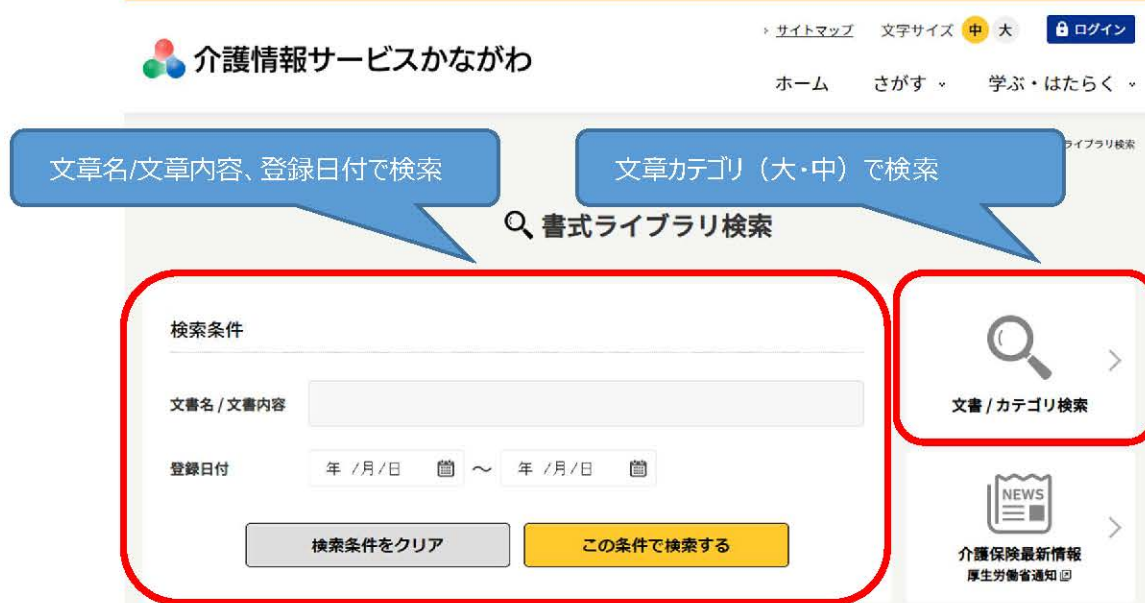 サイトマップ 文字サイズ 中 大 ログイン
介護情報サービスかながわ
ホーム さがす 学ぶ・はたらく
ライブラリ検索
文章名/文章内容、登録日付で検索
文章カテゴリ（大・中）で検索
書式ライブラリ検索
検索条件
文書名 / 文書内容
文書 / カテゴリ検索
登録日付 年 /月/日 ～ 年 /月/日
NEWS
検索条件をクリア この条件で検索する
介護保険最新情報
厚生労働省通知